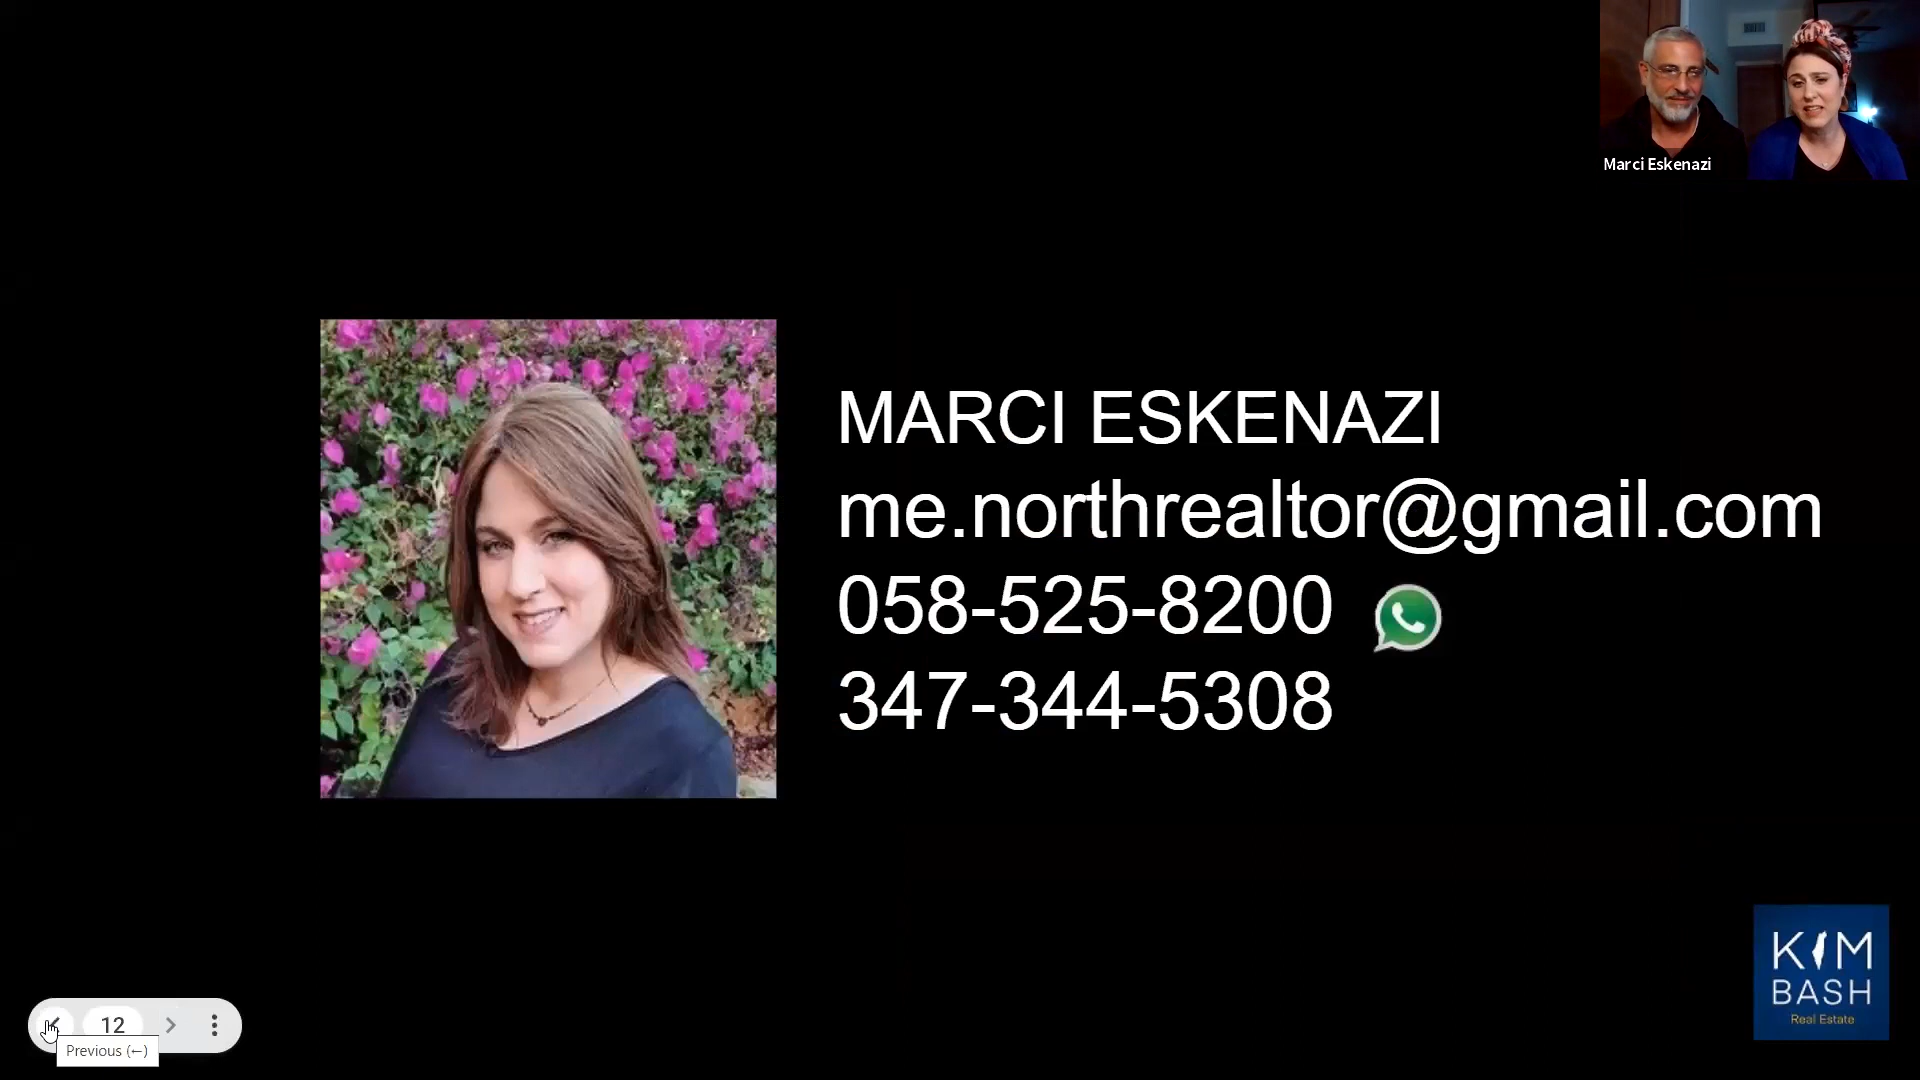 Marci Eskenazi
MARCI ESKENAZI
me.northrealtor@gmail.com
058-525-8200
347-344-5308
KIM
BASH
Real Estate
12
Previous (←)